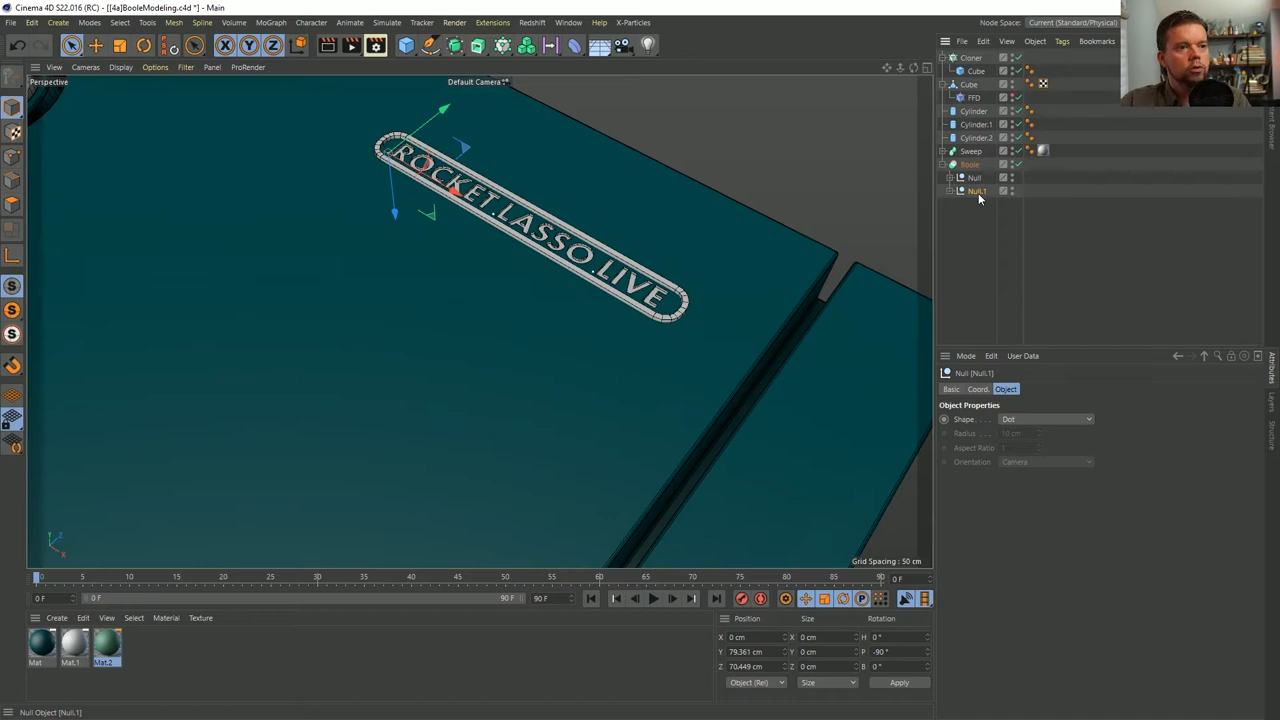 Cinema 4D S22.016 (RC) - [[4a]BooleModeling.c4d *] - Main
File Edit Create Modes Select Tools Mesh Spline Volume MoGraph Character Animate Simulate Tracker Render Extensions Redshift Window Help X-Particles
Node Space: Current (Standard/Physical)
View Cameras Display Options Filter Panel ProRender
File Edit View Object Tags Bookmarks
Perspective
Default Camera
Cloner
Cube
Cube
FFD
Cylinder
Cylinder.1
Cylinder.2
Sweep
Boole
Null
Null.1
ROCKET LASSO LIVE
Mode Edit User Data
Null [Null.1]
Basic Coord. Object
Object Properties
Shape . . . . Dot
Radius . . . 10 cm
Aspect Ratio 1
Orientation Camera
Attributes
Layers
Structure
Y Z X
Grid Spacing : 50 cm
0 5 10 15 20 25 30 35 40 45 50 55 60 65 70 75 80 85 90 0 F
0 F 0 F 90 F 90 F
Create Edit View Select Material Texture
Mat Mat.1 Mat.2
Position Size Rotation
X 0 cm X 0 cm H 0 °
Y 79.361 cm Y 0 cm P -90 °
Z 70.449 cm Z 0 cm B 0 °
Object (Rel) Size Apply
Null Object [Null.1]